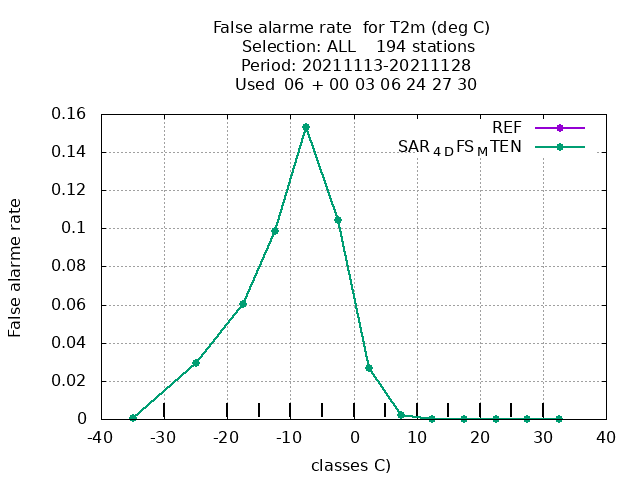 False alarme rate  for T2m (deg C)
Selection: ALL    194 stations
Period: 20211113-20211128
Used  06  + 00 03 06 24 27 30
REF
SAR4DFSMTEN
0.16
0.14
0.12
0.1
0.08
0.06
0.04
0.02
0
False alarme rate
-40 -30 -20 -10 0 10 20 30 40
classes C)